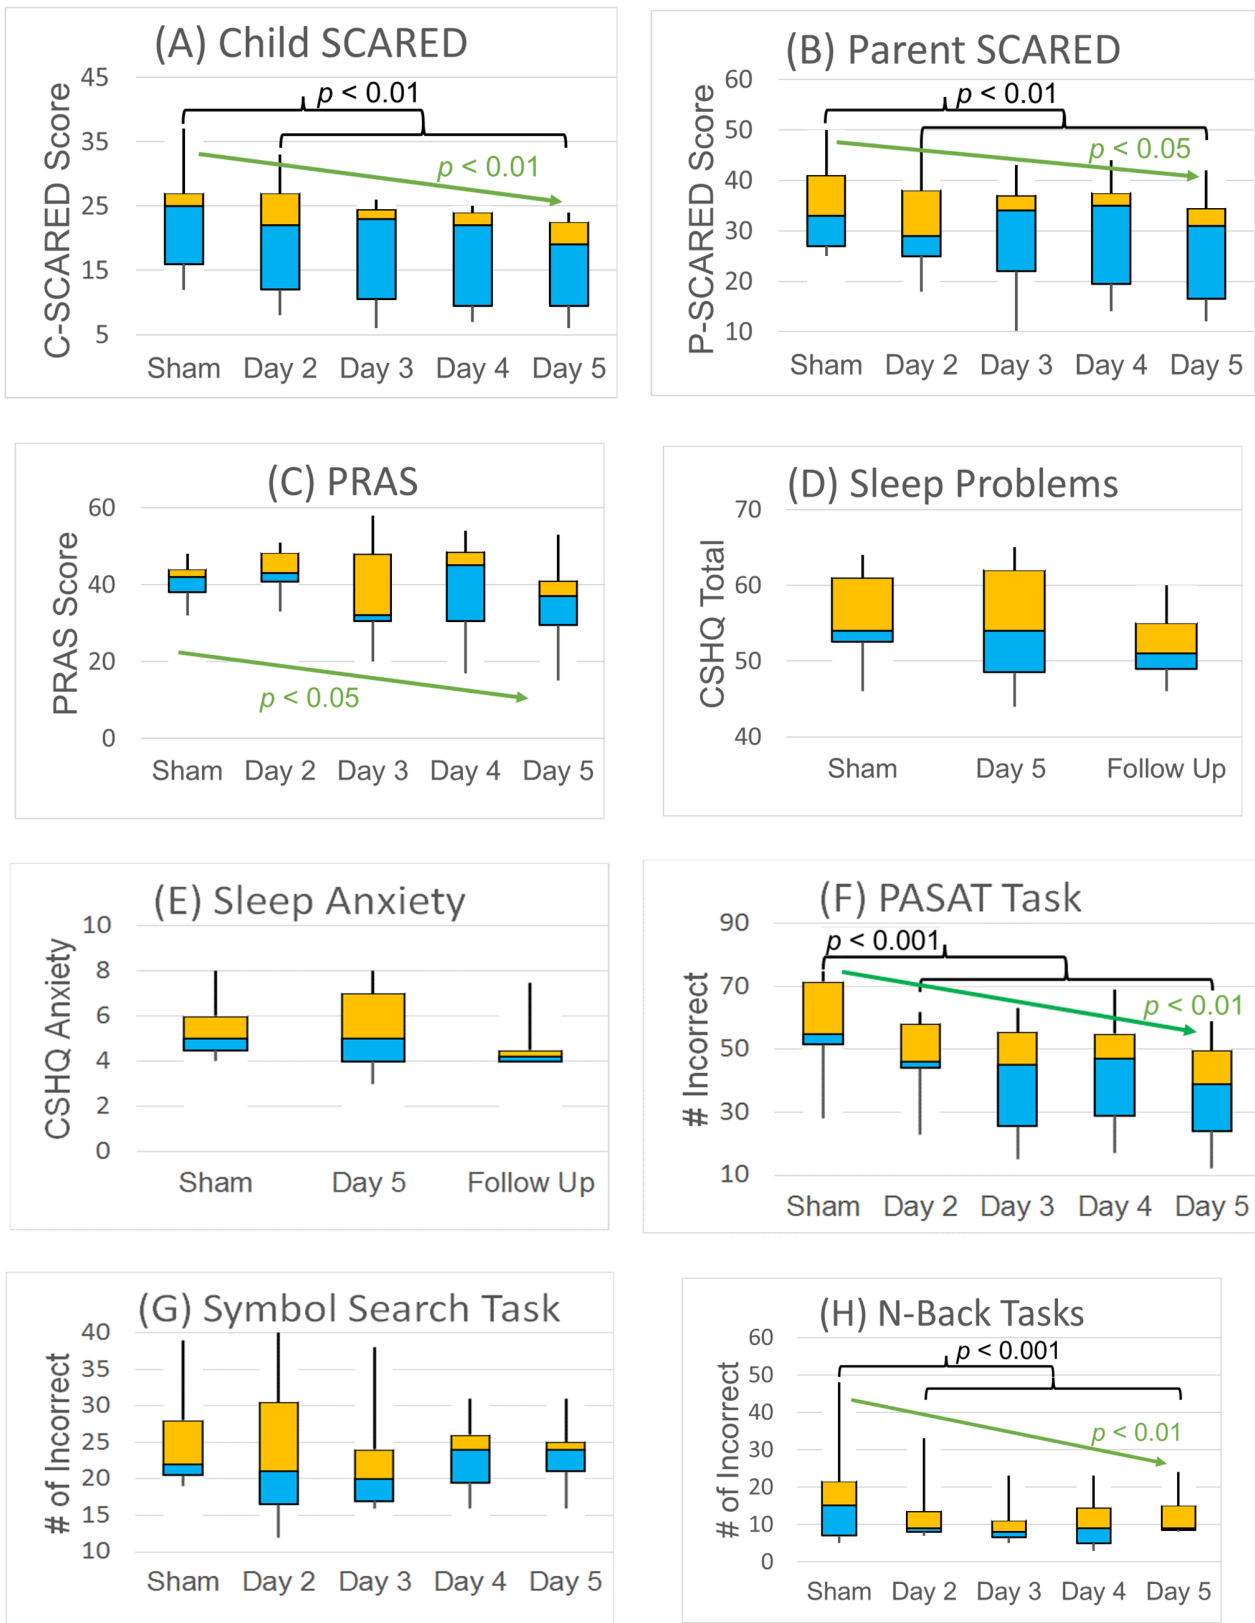 (A) Child SCARED
C-SCARED Score
45
35
25
15
5
p < 0.01
p < 0.01
Sham Day 2 Day 3 Day 4 Day 5
(B) Parent SCARED
P-SCARED Score
60
50
40
30
20
10
p < 0.01
p < 0.05
Sham Day 2 Day 3 Day 4 Day 5
(C) PRAS
PRAS Score
60
40
20
0
p < 0.05
Sham Day 2 Day 3 Day 4 Day 5
(D) Sleep Problems
CSHQ Total
70
60
50
40
Sham Day 5 Follow Up
(E) Sleep Anxiety
CSHQ Anxiety
10
8
6
4
2
0
Sham Day 5 Follow Up
(F) PASAT Task
# Incorrect
90
70
50
30
10
p < 0.001
p < 0.01
Sham Day 2 Day 3 Day 4 Day 5
(G) Symbol Search Task
# of Incorrect
40
35
30
25
20
15
10
Sham Day 2 Day 3 Day 4 Day 5
(H) N-Back Tasks
# of Incorrect
60
50
40
30
20
10
0
p < 0.001
p < 0.01
Sham Day 2 Day 3 Day 4 Day 5